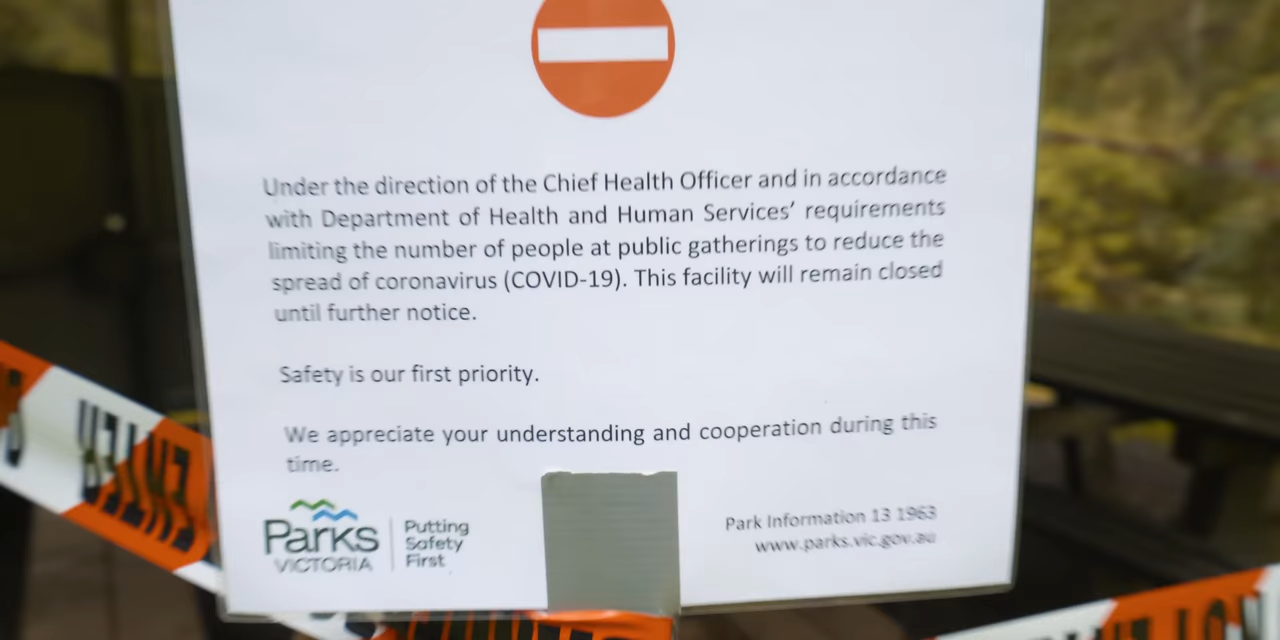 Under the direction of the Chief Health Officer and in accordance
with Department of Health and Human Services’ requirements
limiting the number of people at public gatherings to reduce the
spread of coronavirus (COVID-19). This facility will remain closed
until further notice.
Safety is our first priority.
We appreciate your understanding and cooperation during this
time.
Parks
VICTORIA
Putting
Safety
First
Park Information 13 1963
www.parks.vic.gov.au
ENTER